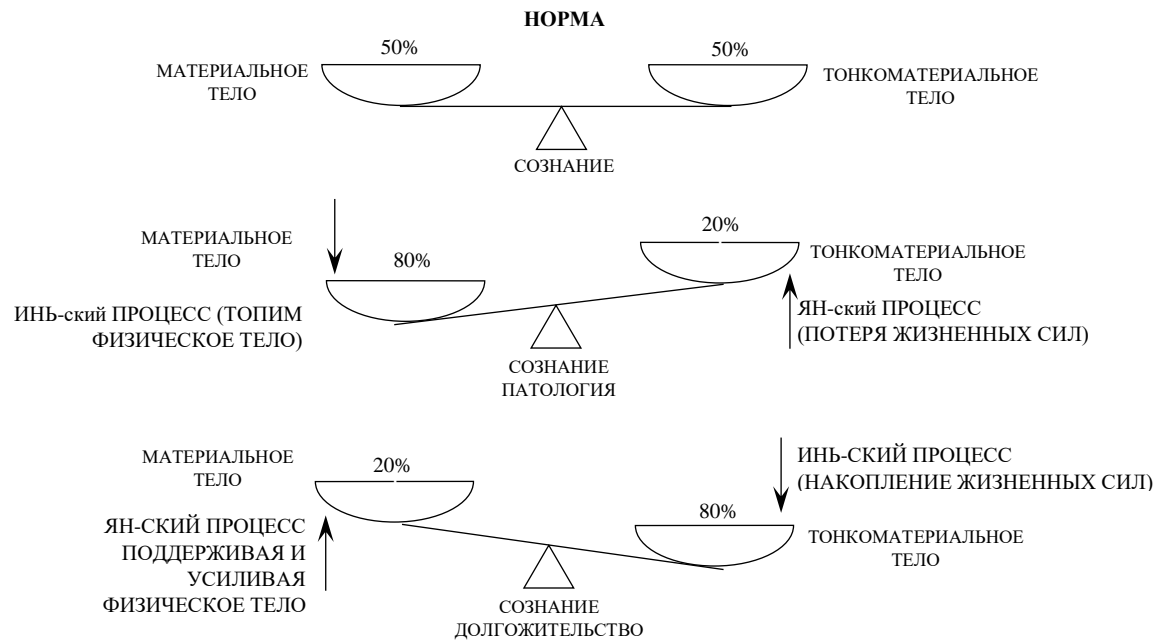 НОРМА
50%
50%
МАТЕРИАЛЬНОЕ
ТЕЛО
ТОНКОМАТЕРИАЛЬНОЕ
ТЕЛО
СОЗНАНИЕ
МАТЕРИАЛЬНОЕ
ТЕЛО
80%
20%
ТОНКОМАТЕРИАЛЬНОЕ
ТЕЛО
ИНЬ-ский ПРОЦЕСС (ТОПИМ
ФИЗИЧЕСКОЕ ТЕЛО)
ЯН-ский ПРОЦЕСС
(ПОТЕРЯ ЖИЗНЕННЫХ СИЛ)
СОЗНАНИЕ
ПАТОЛОГИЯ
МАТЕРИАЛЬНОЕ
ТЕЛО
20%
ИНЬ-СКИЙ ПРОЦЕСС
(НАКОПЛЕНИЕ ЖИЗНЕННЫХ СИЛ)
80%
ТОНКОМАТЕРИАЛЬНОЕ
ТЕЛО
ЯН-СКИЙ ПРОЦЕСС
ПОДДЕРЖИВАЯ И
УСИЛИВАЯ
ФИЗИЧЕСКОЕ ТЕЛО
СОЗНАНИЕ
ДОЛГОЖИТЕЛЬСТВО